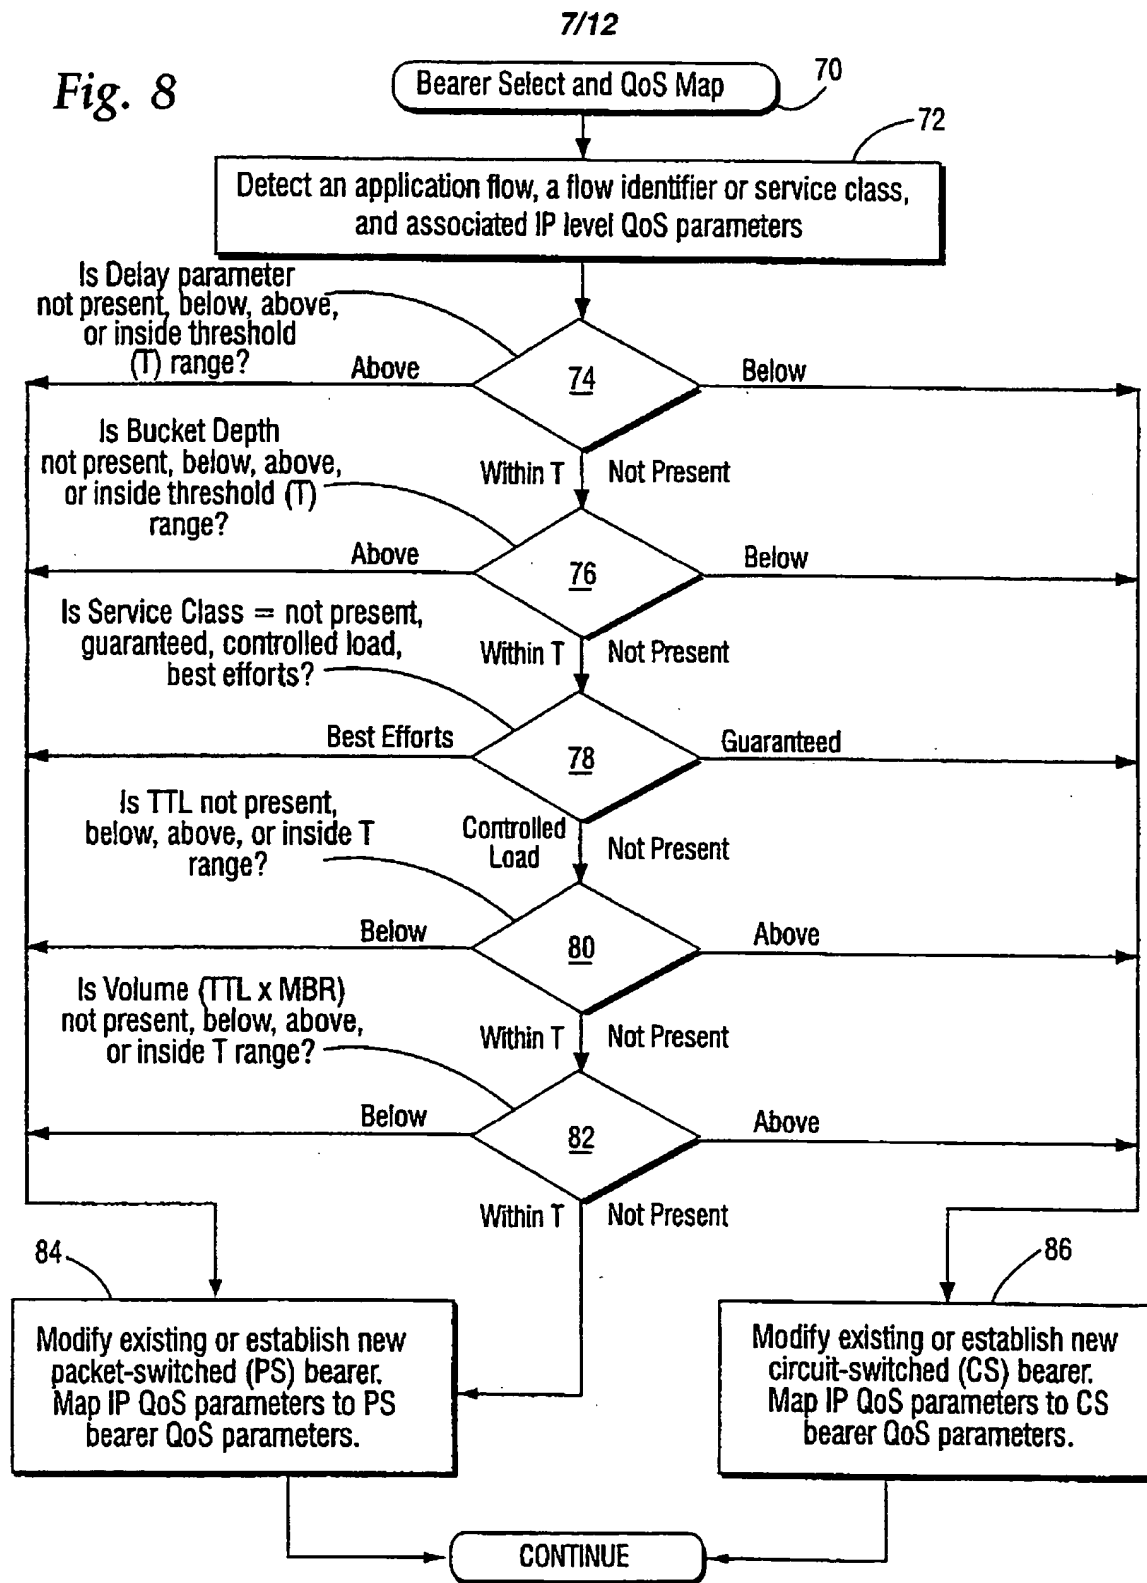 7/12
Fig. 8
Bearer Select and QoS Map
70
72
Detect an application flow, a flow identifier or service class,
and associated IP level QoS parameters
Is Delay parameter
not present, below, above,
or inside threshold
(T) range?
Above
74
Below
Within T
Not Present
Is Bucket Depth
not present, below, above,
or inside threshold (T)
range?
Above
76
Below
Within T
Not Present
Is Service Class = not present,
guaranteed, controlled load,
best efforts?
Best Efforts
78
Guaranteed
Controlled
Load
Not Present
Is TTL not present,
below, above, or inside T
range?
Below
80
Above
Within T
Not Present
Is Volume (TTL x MBR)
not present, below, above,
or inside T range?
Below
82
Above
Within T
Not Present
84
Modify existing or establish new
packet-switched (PS) bearer.
Map IP QoS parameters to PS
bearer QoS parameters.
86
Modify existing or establish new
circuit-switched (CS) bearer.
Map IP QoS parameters to CS
bearer QoS parameters.
CONTINUE